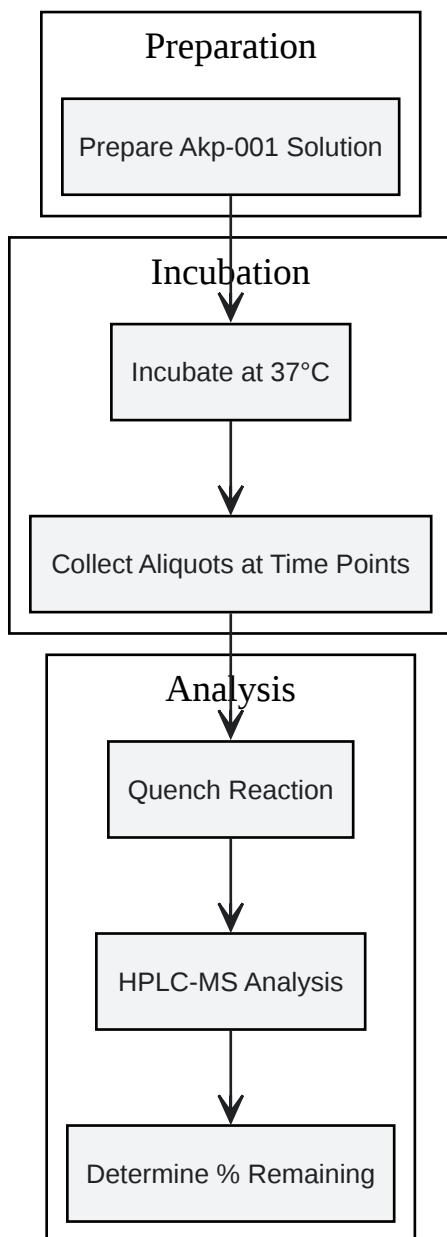 Preparation
Prepare Akp-001 Solution
Incubation
Incubate at 37°C
Collect Aliquots at Time Points
Analysis
Quench Reaction
HPLC-MS Analysis
Determine % Remaining